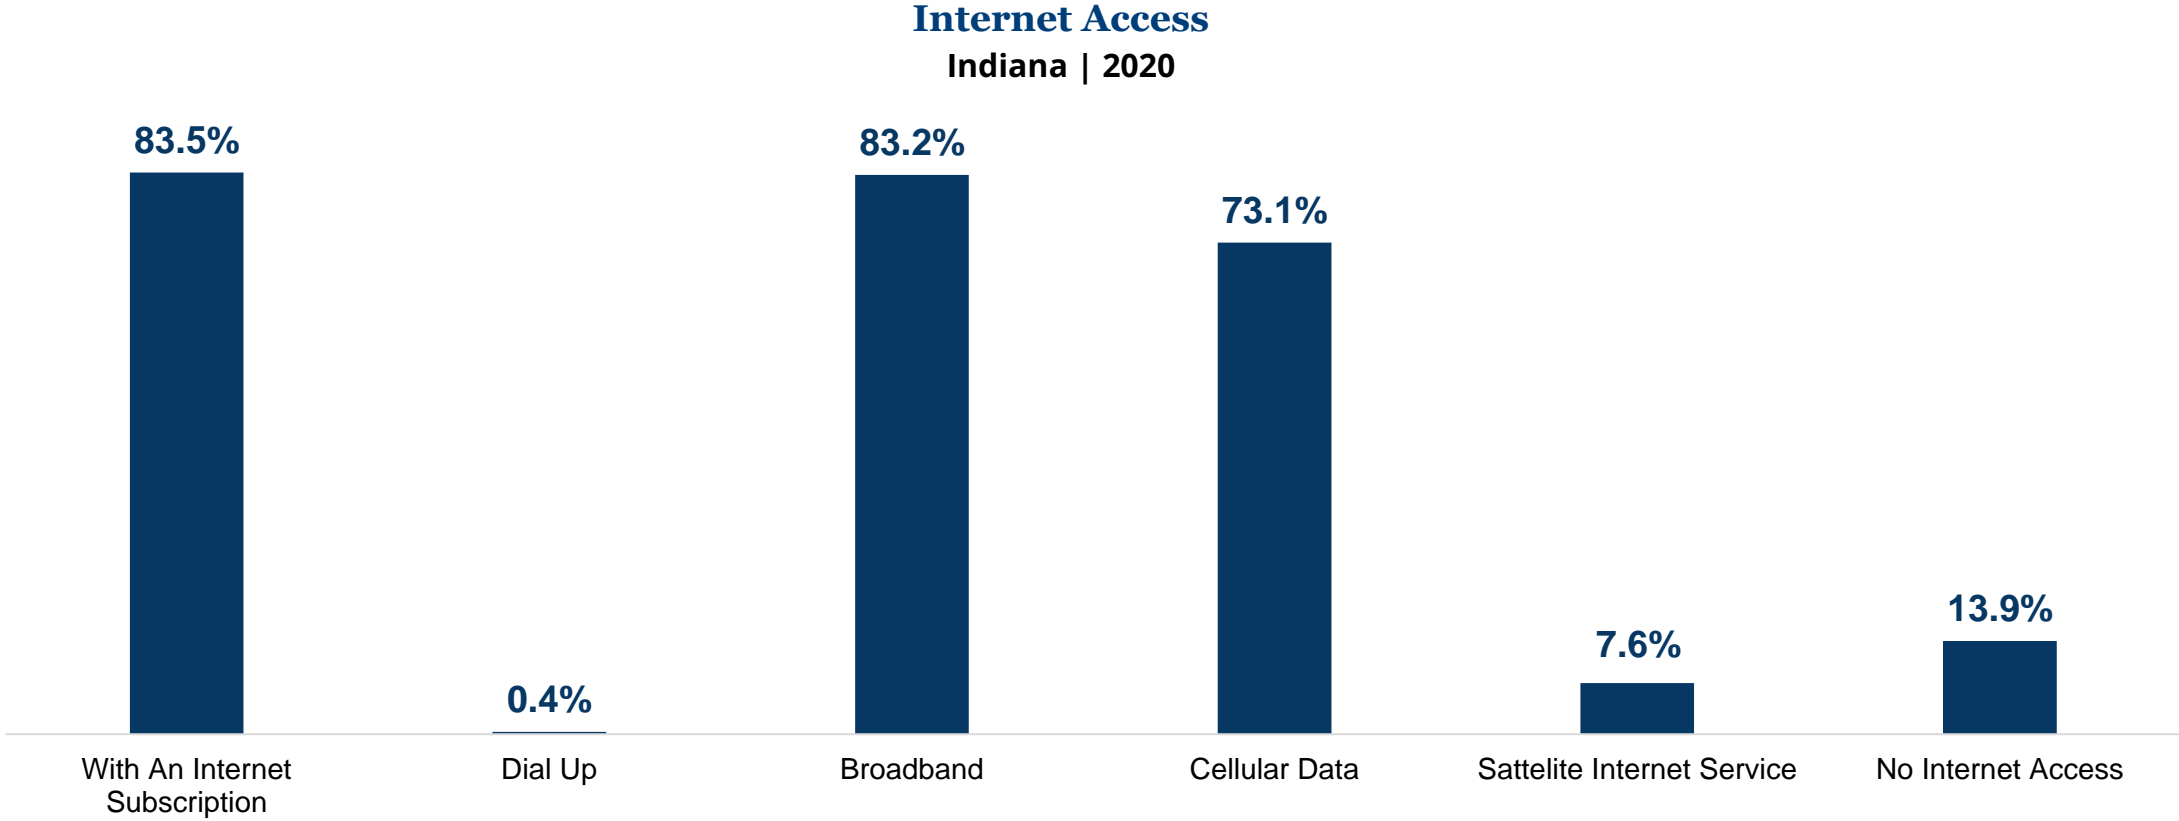 Internet Access
Indiana | 2020
83.5%
0.4%
83.2%
73.1%
7.6%
13.9%
With An Internet
Subscription
Dial Up
Broadband
Cellular Data
Sattelite Internet Service
No Internet Access